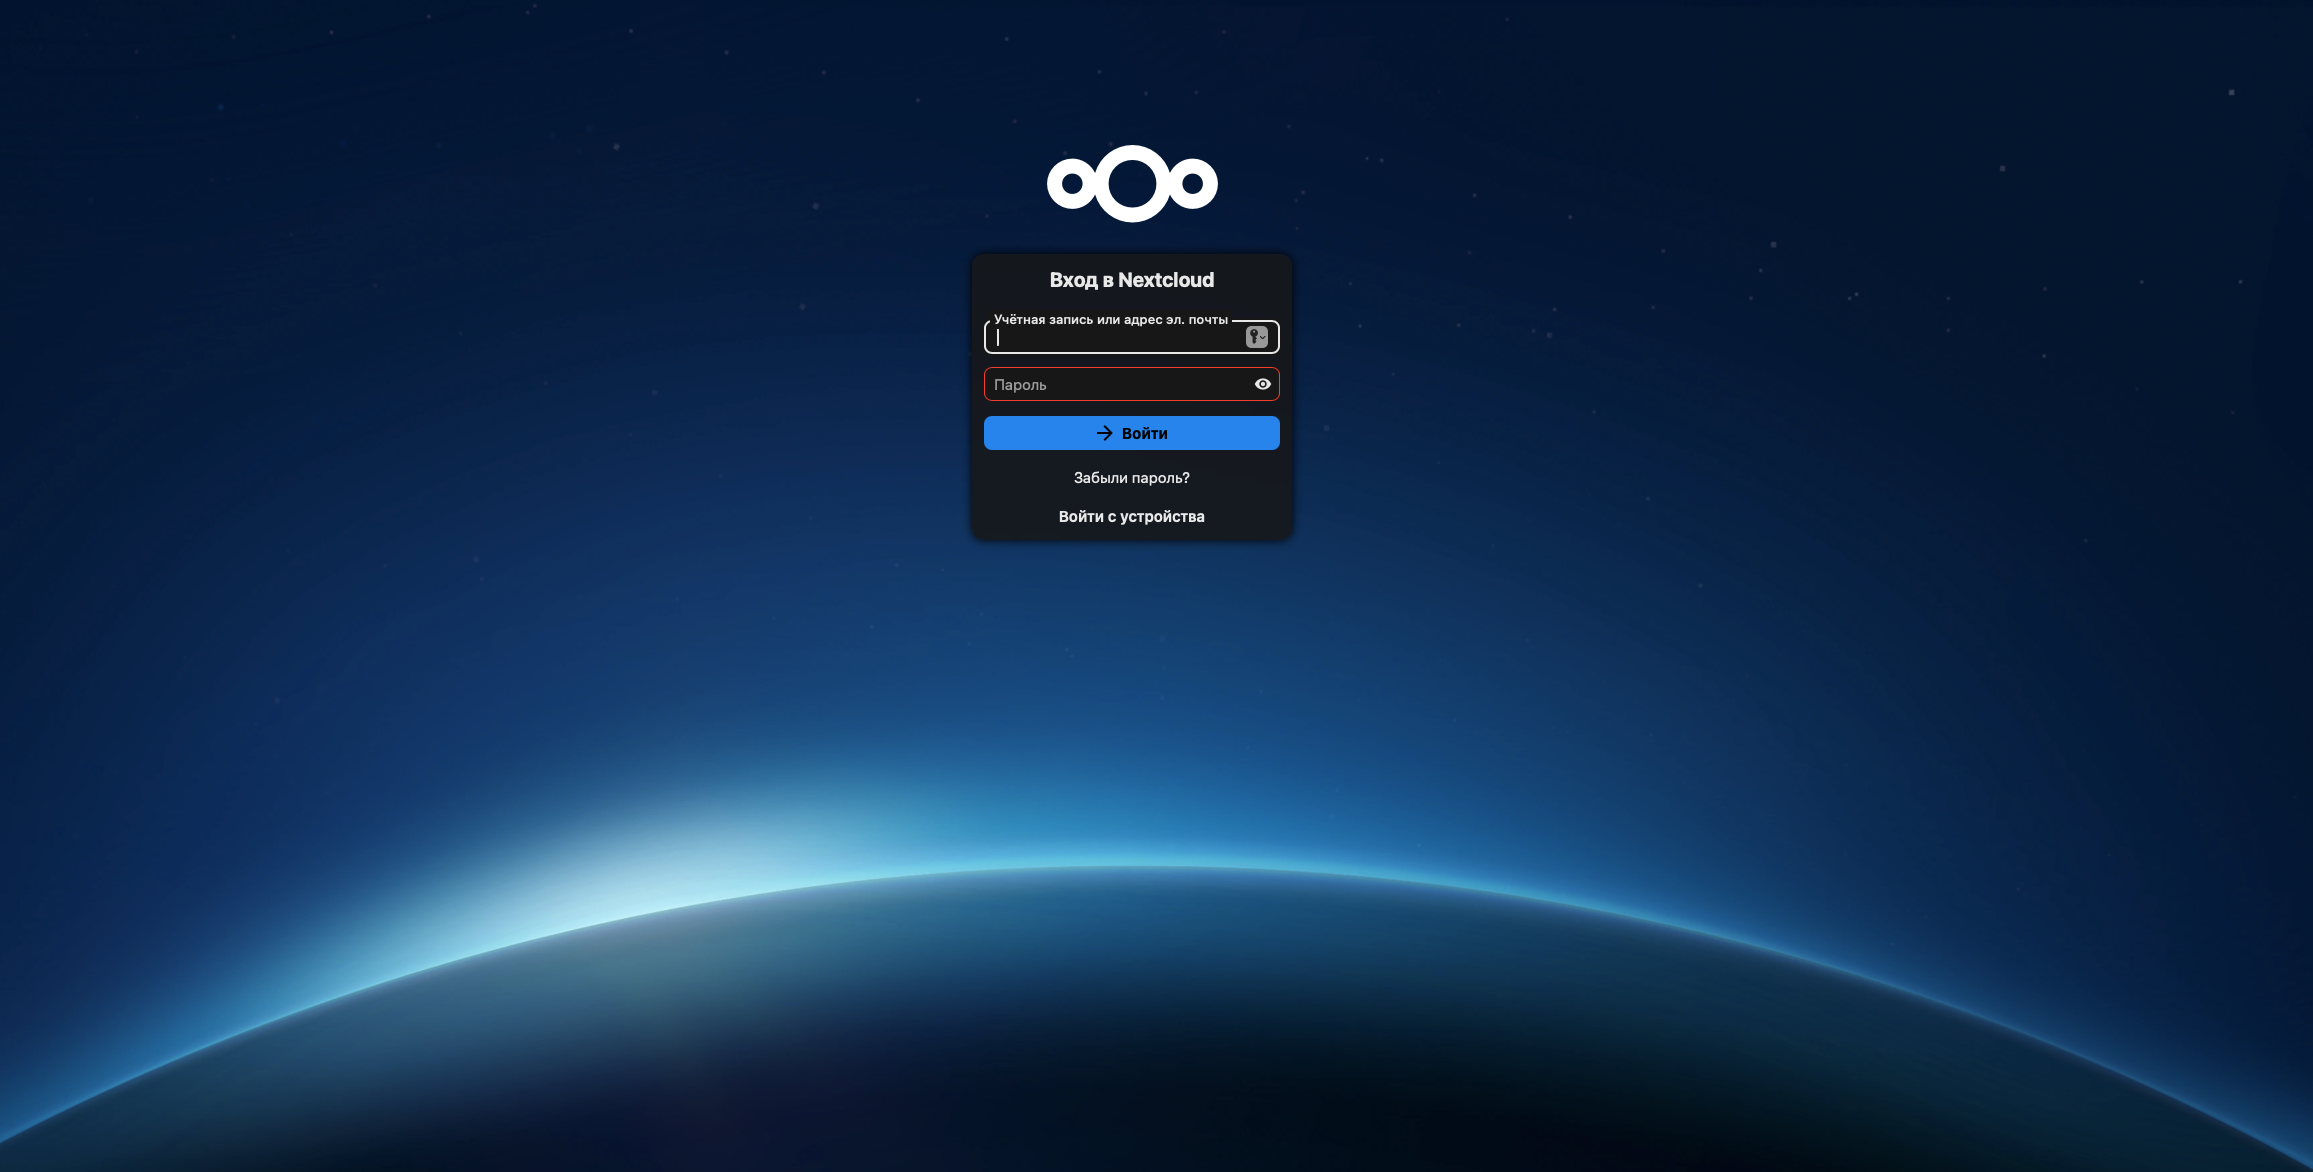 Вход в Nextcloud
Учётная запись или адрес эл. почты
Пароль
Войти
Забыли пароль?
Войти с устройства